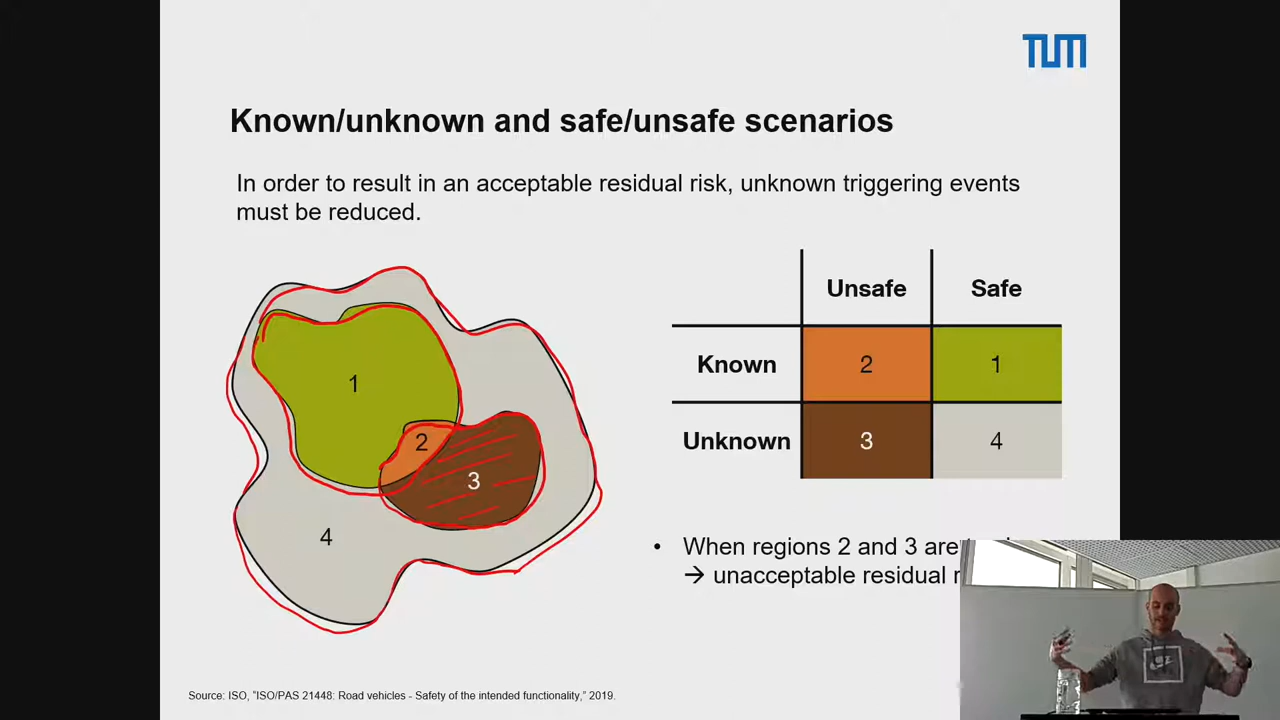 TUM
Known/unknown and safe/unsafe scenarios
In order to result in an acceptable residual risk, unknown triggering events
must be reduced.
Unsafe Safe
Known 2 1
Unknown 3 4
1
2
3
4
• When regions 2 and 3 are
→ unacceptable residual
Source: ISO, "ISO/PAS 21448: Road vehicles - Safety of the intended functionality," 2019.